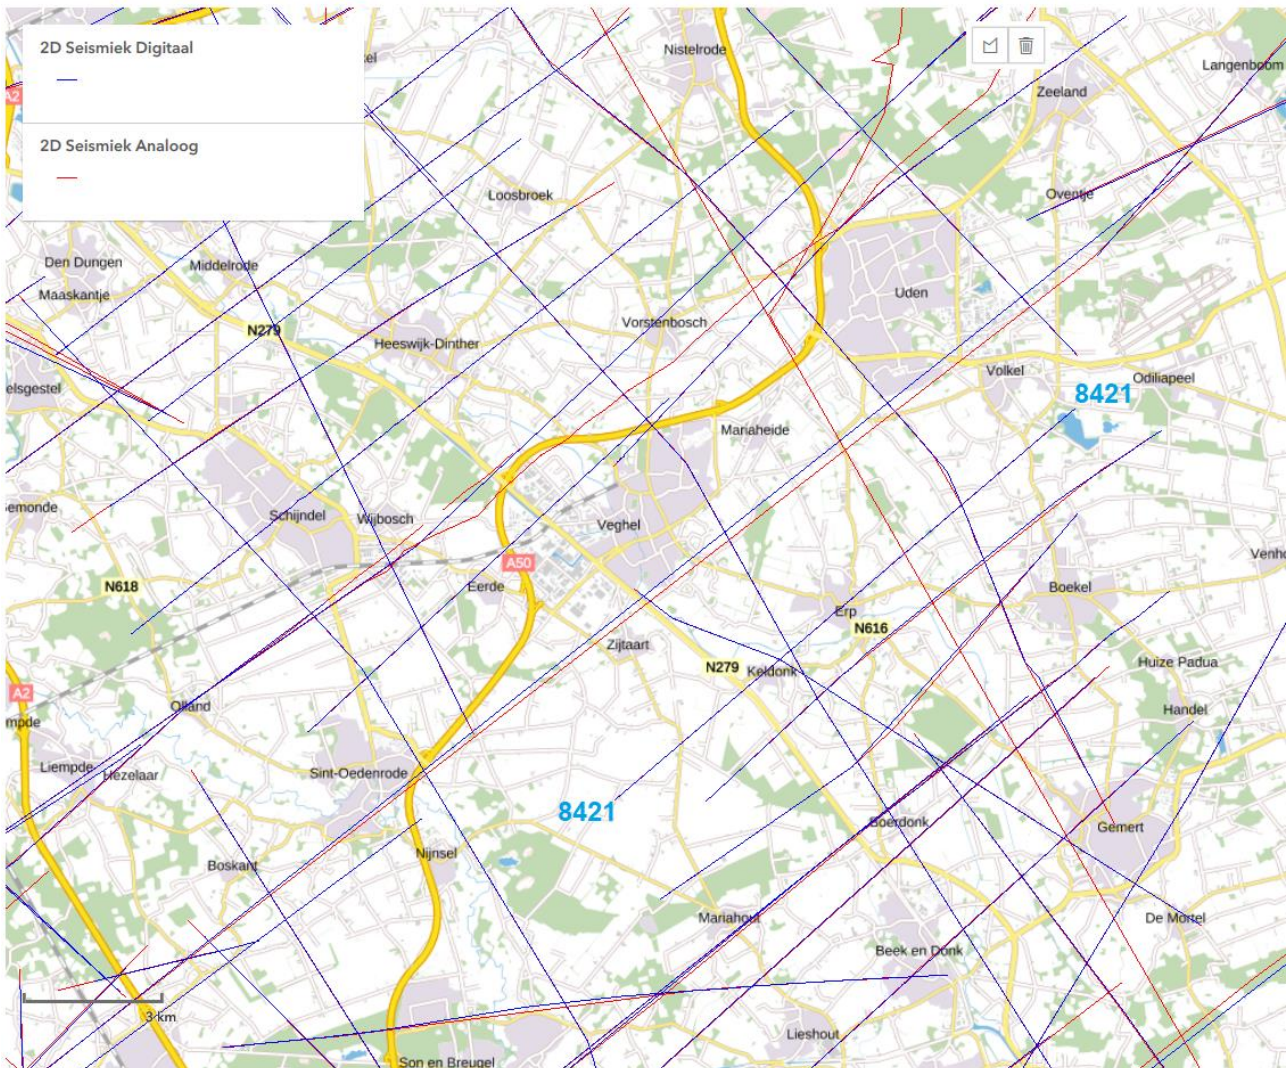 2D Seismiek Digitaal
A2
2D Seismiek Analoog
Nistelrode
Langenboom
Zeeland
Loosbroek
Oventje
Den Dungen
Middelrode
Maaskantje
Uden
N279
Vorstenbosch
Heeswijk-Dinther
elsgestel
Volkel
Odiliapeel
8421
Mariaheide
emonde
Schijndel
Wijbosch
Veghel
A50
Venho
N618
Eerde
Boekel
Erp
N616
Zijtaart
N279
Keldonk
Huize Padua
A2
Olland
Handel
mpde
Liempde
Hezelaar
Sint-Oedenrode
8421
Boerdonk
Gemert
Nijnsel
Boskant
Mariahout
De Mortel
Beek en Donk
3 km
Lieshout
Son en Breugel